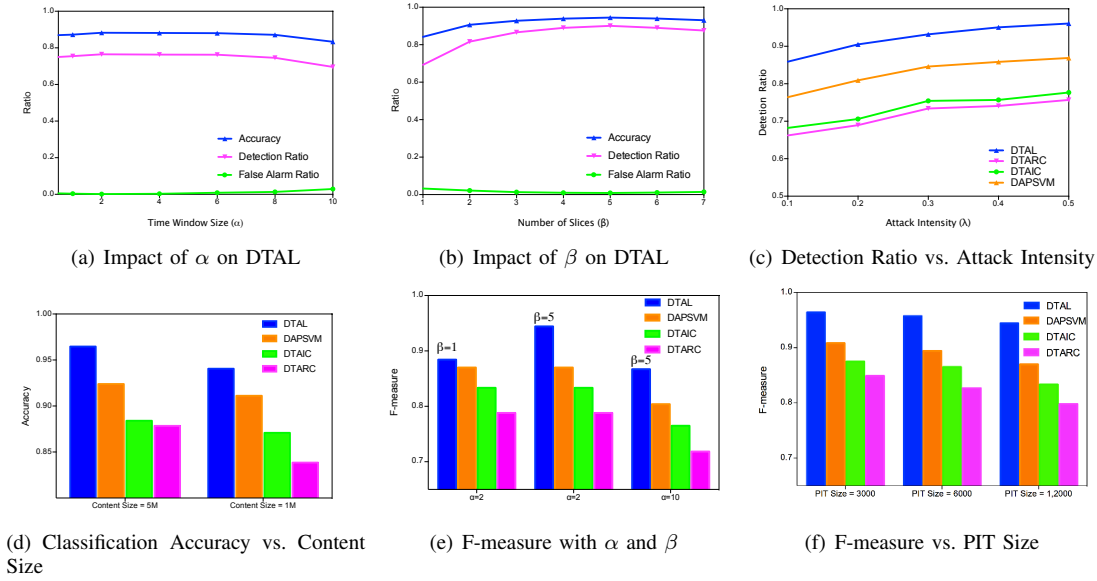 1.0
0.8
0.6
0.4
0.2
0.0
Ratio
2
4
6
8
10
Accuracy
Detection Ratio
False Alarm Ratio
Time Window Size (α)
(a) Impact of α on DTAL
1.0
0.8
0.6
0.4
0.2
0.0
Ratio
1
2
3
4
5
6
7
Accuracy
Detection Ratio
False Alarm Ratio
Number of Slices (β)
(b) Impact of β on DTAL
1.0
0.9
0.8
0.7
0.6
0.5
Detetion Ratio
0.1
0.2
0.3
0.4
0.5
DTAL
DTARC
DTAIC
DAPSVM
Attack Intensity (λ)
(c) Detection Ratio vs. Attack Intensity
1.00
0.95
0.90
0.85
Accuracy
DTAL
DAPSVM
DTAIC
DTARC
Content Size = 5M
Content Size = 1M
(d) Classification Accuracy vs. Content
Size
1.0
0.9
0.8
0.7
F-measure
β=1
β=5
β=5
DTAL
DAPSVM
DTAIC
DTARC
α=2
α=2
α=10
(e) F-measure with α and β
1.0
0.9
0.8
0.7
F-measure
DTAL
DAPSVM
DTAIC
DTARC
PIT Size = 3000
PIT Size = 6000
PIT Size = 1,2000
(f) F-measure vs. PIT Size